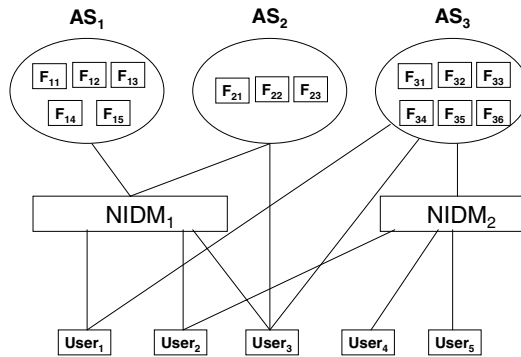 AS₁ AS₂ AS₃
F₁₁ F₁₂ F₁₃ F₂₁ F₂₂ F₂₃ F₃₁ F₃₂ F₃₃
F₁₄ F₁₅ F₃₄ F₃₅ F₃₆
NIDM₁ NIDM₂
User₁ User₂ User₃ User₄ User₅